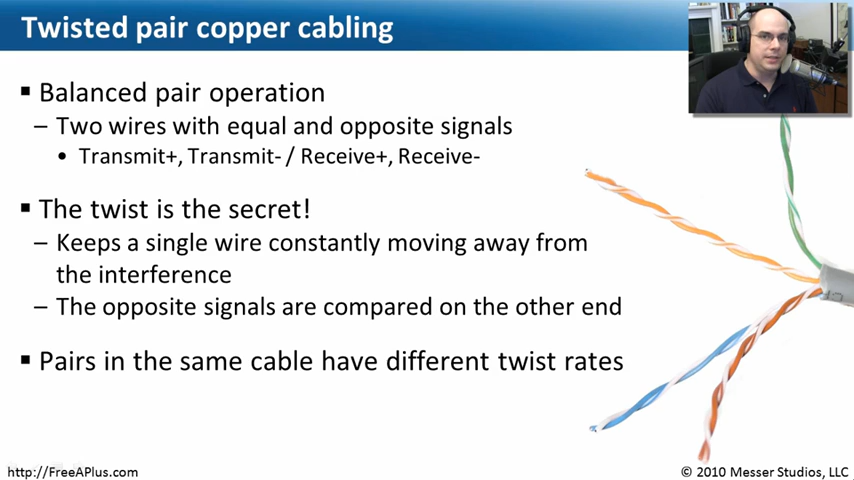 Twisted pair copper cabling
▪ Balanced pair operation
– Two wires with equal and opposite signals
• Transmit+, Transmit- / Receive+, Receive-
▪ The twist is the secret!
– Keeps a single wire constantly moving away from
the interference
– The opposite signals are compared on the other end
▪ Pairs in the same cable have different twist rates
http://FreeAPlus.com
© 2010 Messer Studios, LLC